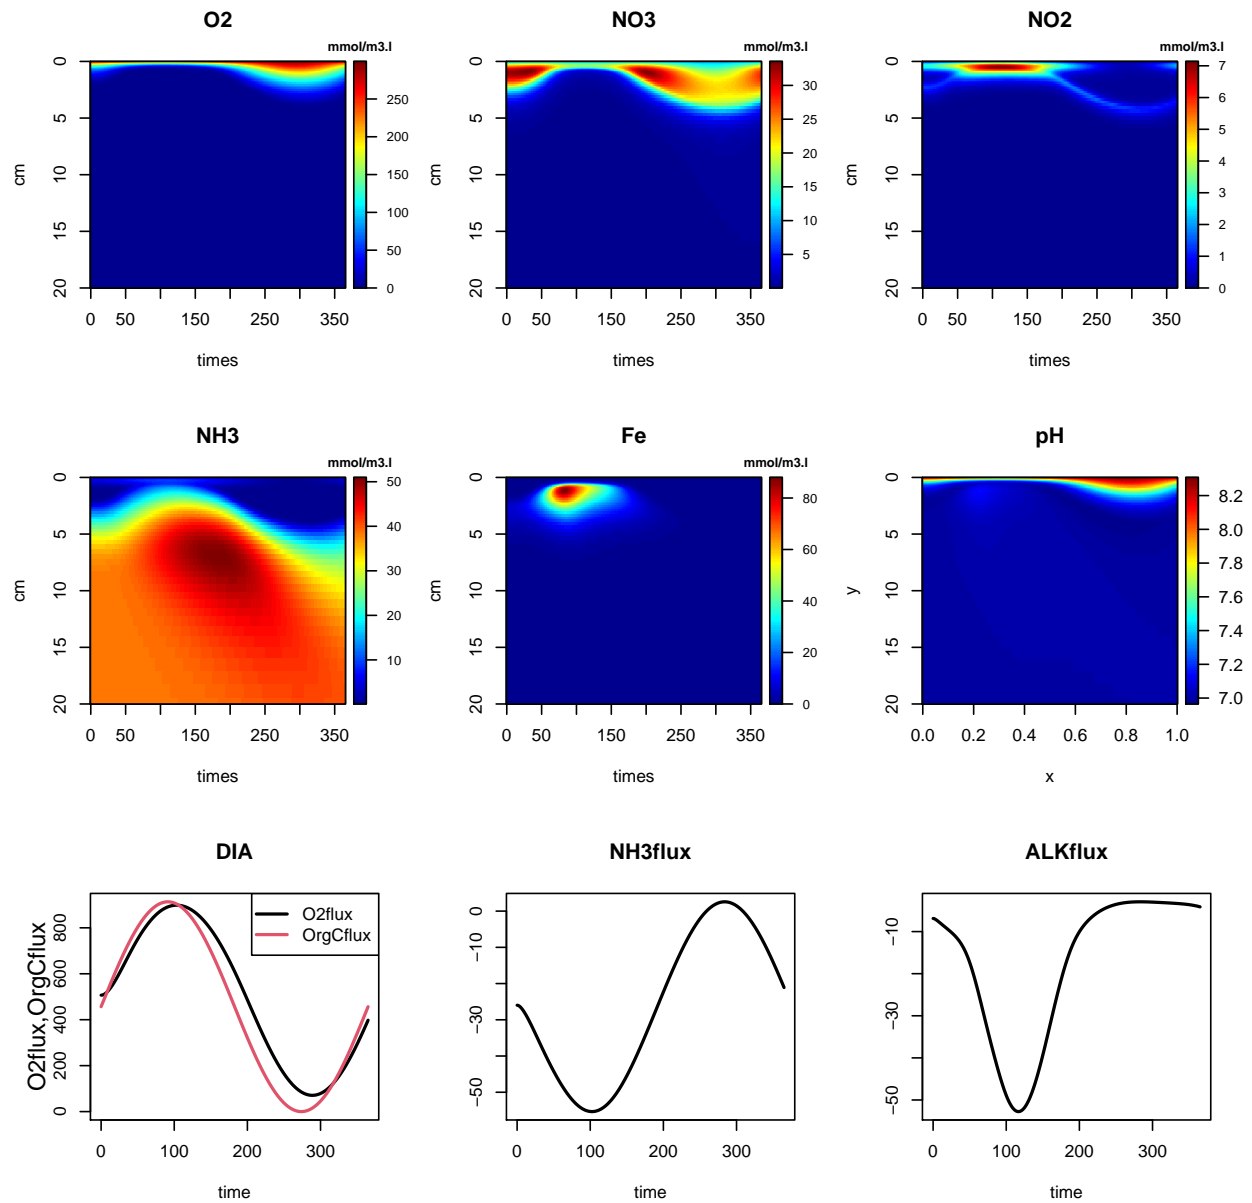 O2
mmol/m3.l
cm
0
5
10
15
20
0 50 150 250 350
times
250
200
150
100
50
0
NO3
mmol/m3.l
cm
0
5
10
15
20
0 50 150 250 350
times
30
25
20
15
10
5
NO2
mmol/m3.l
cm
0
5
10
15
20
0 50 150 250 350
times
7
6
5
4
3
2
1
0
NH3
mmol/m3.l
cm
0
5
10
15
20
0 50 150 250 350
times
50
40
30
20
10
Fe
mmol/m3.l
cm
0
5
10
15
20
0 50 150 250 350
times
80
60
40
20
0
pH
y
0
5
10
15
20
0.0 0.2 0.4 0.6 0.8 1.0
x
8.2
8.0
7.8
7.6
7.4
7.2
7.0
DIA
O2flux,OrgCflux
800
600
400
200
0
O2flux
OrgCflux
0 100 200 300
time
NH3flux
0
-10
-30
-50
0 100 200 300
time
ALKflux
-10
-30
-50
0 100 200 300
time